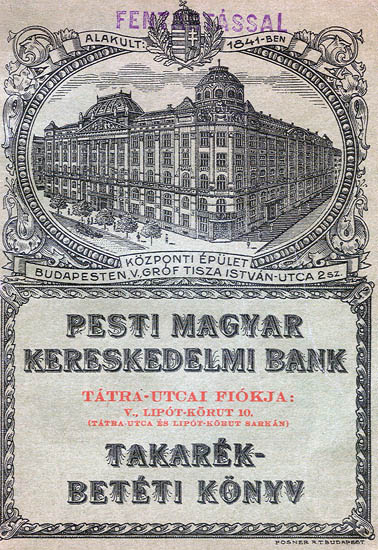 ALAKULT: 1841-BEN
KÖZPONTI ÉPÜLET
BUDAPESTEN, V. GRÓF TISZA ISTVÁN-UTCA 2 SZ.
PESTI MAGYAR
KERESKEDELMI BANK
TÁTRA-UTCAI FIÓKJA:
V., LIPÓT-KÖRUT 10.
(TÁTRA-UTCA ÉS LIPÓT-KÖRUT SARKÁN)
TAKARÉK-
BETÉTI KÖNYV
POSNER R.T. BUDAPEST